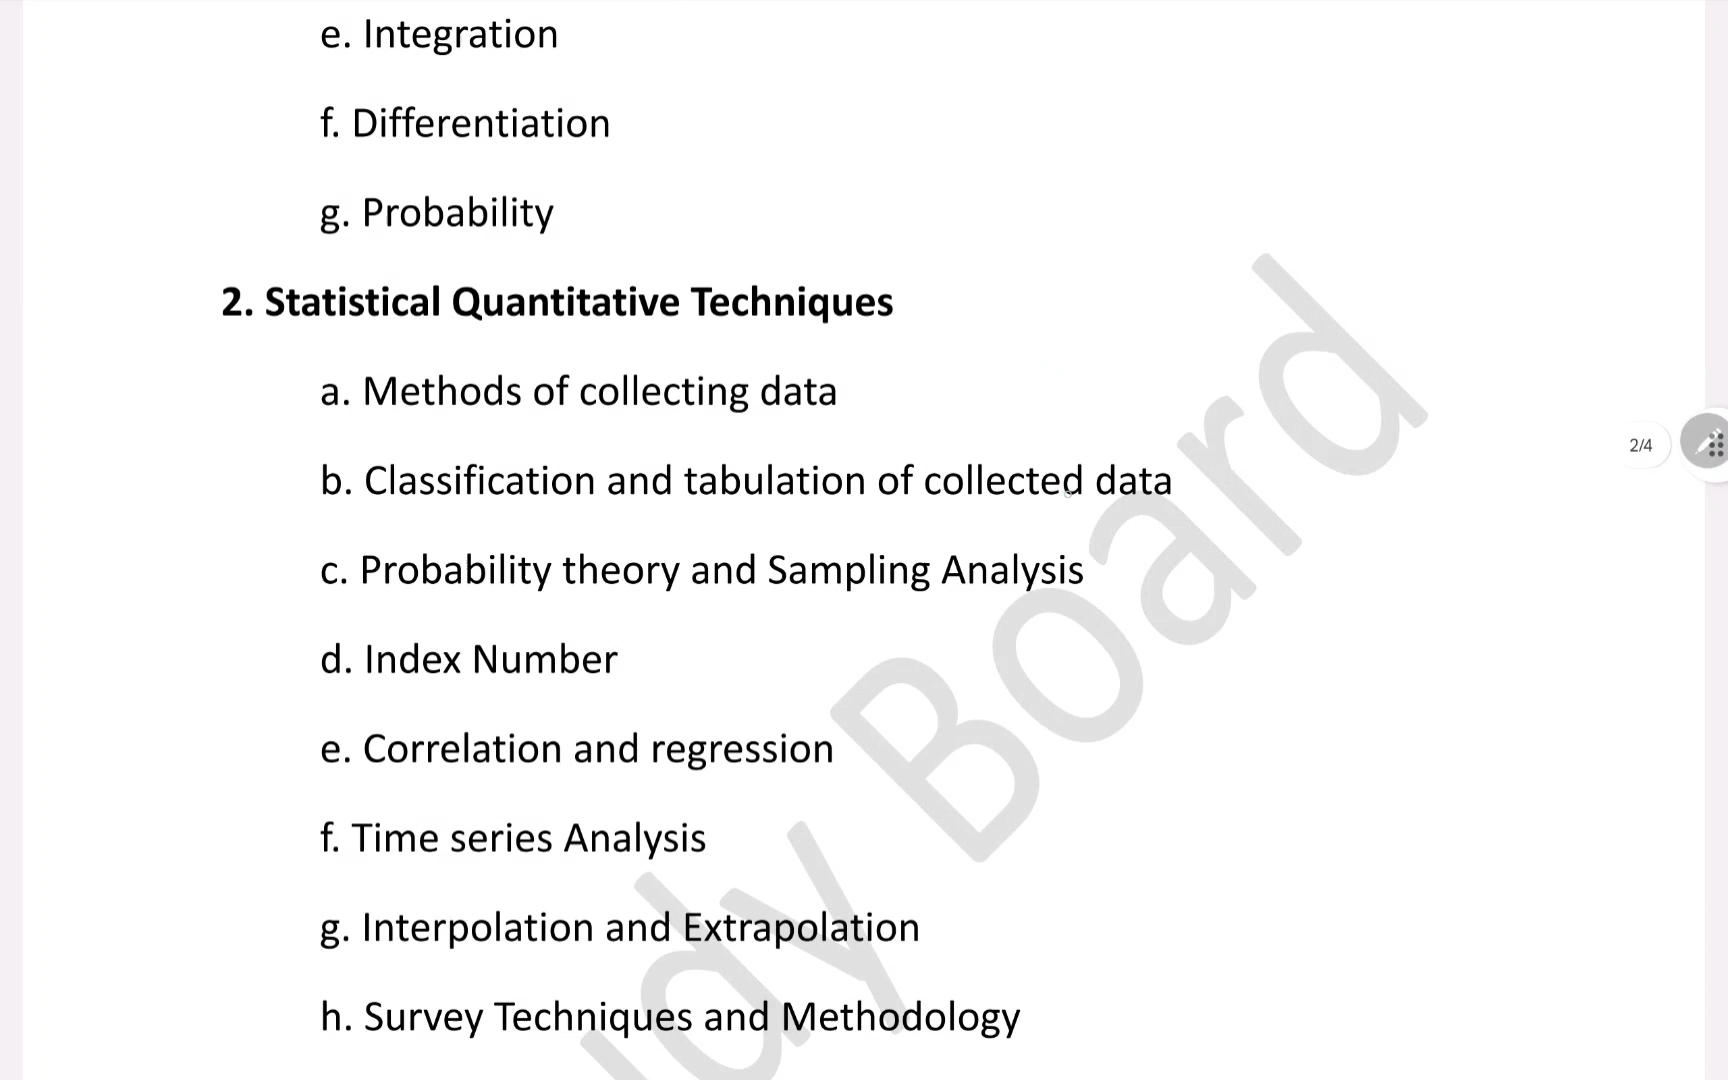 e. Integration
f. Differentiation
g. Probability
2. Statistical Quantitative Techniques
a. Methods of collecting data
b. Classification and tabulation of collected data
c. Probability theory and Sampling Analysis
d. Index Number
e. Correlation and regression
f. Time series Analysis
g. Interpolation and Extrapolation
h. Survey Techniques and Methodology
2/4
dy Board